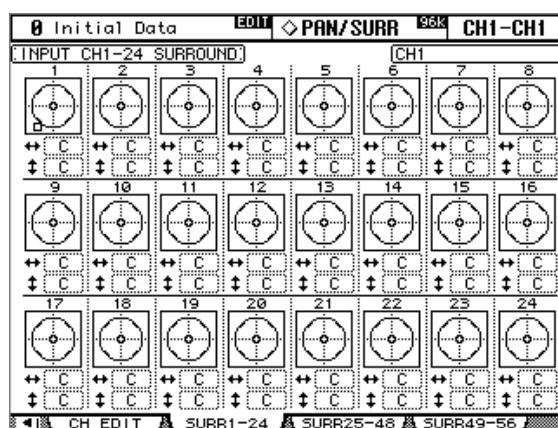 0 Initial Data EDIT ◇ PAN/SURR 96K CH1-CH1
INPUT CH1-24 SURROUND CH1
1 2 3 4 5 6 7 8
↔ C ↔ C ↔ C ↔ C ↔ C ↔ C ↔ C ↔ C
↕ C ↕ C ↕ C ↕ C ↕ C ↕ C ↕ C ↕ C
9 10 11 12 13 14 15 16
↔ C ↔ C ↔ C ↔ C ↔ C ↔ C ↔ C ↔ C
↕ C ↕ C ↕ C ↕ C ↕ C ↕ C ↕ C ↕ C
17 18 19 20 21 22 23 24
↔ C ↔ C ↔ C ↔ C ↔ C ↔ C ↔ C ↔ C
↕ C ↕ C ↕ C ↕ C ↕ C ↕ C ↕ C ↕ C
CH EDIT SURR1-24 SURR25-48 SURR49-56